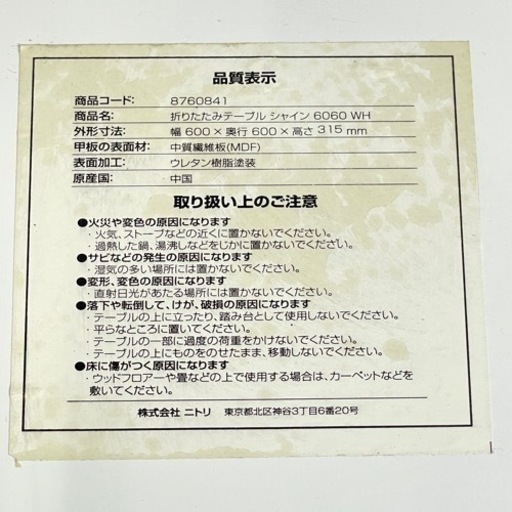 品質表示
商品コード: 8760841
商品名: 折りたたみテーブル シャイン 6060 WH
外形寸法: 幅 600×奥行 600×高さ 315 mm
甲板の表面材: 中質繊維板(MDF)
表面加工: ウレタン樹脂塗装
原産国: 中国
取り扱い上のご注意
●火災や変色の原因になります
・火気、ストーブなどの近くに置かないでください。
・過熱した鍋、湯沸しなどをじかに置かないでください。
●サビなどの発生の原因になります
・湿気の多い場所には置かないでください。
●変形、変色の原因になります
・直射日光があたる場所には置かないでください。
●落下や転倒して、けが、破損の原因になります
・テーブルの上に立ったり、踏み台として使用しないでください。
・平らなところに置いてください。
・テーブルの一部に過度の荷重をかけないでください。
・テーブルの上にものをのせたまま、移動しないでください。
●床に傷がつく原因になります
・ウッドフロアーや畳などの上で使用する場合は、カーペットなどを
敷いてください。
株式会社 ニトリ 東京都北区神谷3丁目6番20号